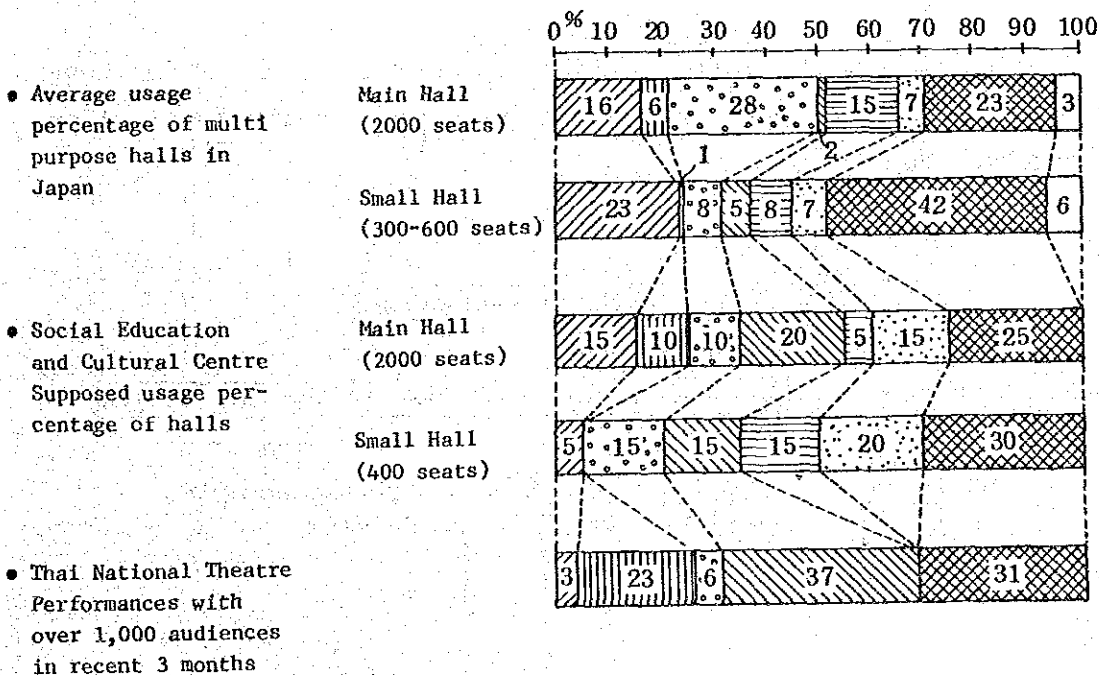 0 % 10 20 30 40 50 60 70 80 90 100
• Average usage
percentage of multi
purpose halls in
Japan
Main Hall
(2000 seats)
16 6 28 15 7 23 3
1 2
Small Hall
(300-600 seats)
23 8 5 8 7 42 6
• Social Education
and Cultural Centre
Supposed usage per-
centage of halls
Main Hall
(2000 seats)
15 10 10 20 5 15 25
Small Hall
(400 seats)
5 15 15 15 20 30
• Thai National Theatre
Performances with
over 1,000 audiences
in recent 3 months
3 23 6 37 31